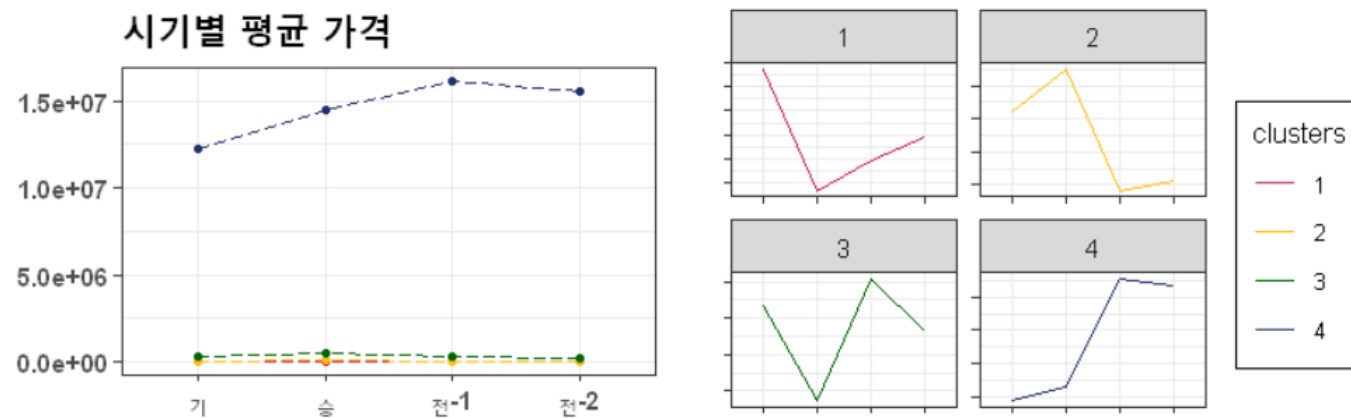 시기별 평균 가격
1.5e+07
1.0e+07
5.0e+06
0.0e+00
기 승 전-1 전-2
1 2
3 4
clusters
1
2
3
4